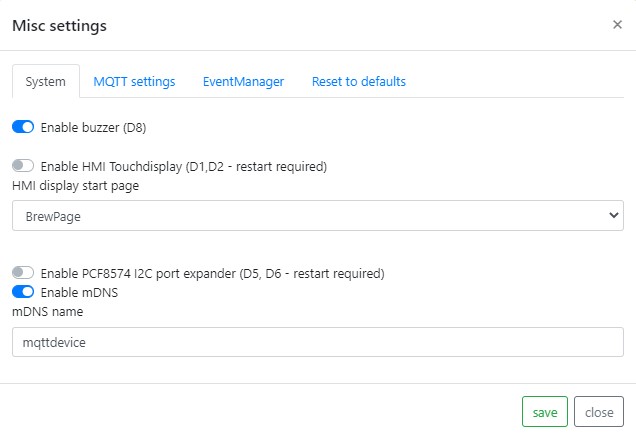 Misc settings ×
System MQTT settings EventManager Reset to defaults
Enable buzzer (D8)
Enable HMI Touchdisplay (D1,D2 - restart required)
HMI display start page
BrewPage
Enable PCF8574 I2C port expander (D5, D6 - restart required)
Enable mDNS
mDNS name
mqttdevice
save close